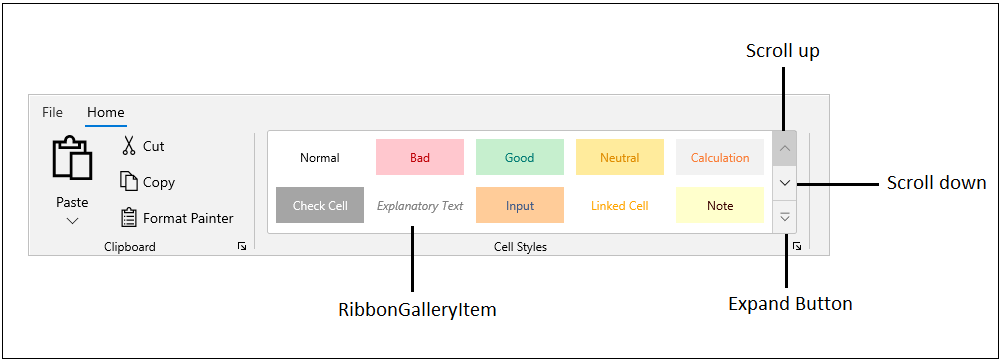 Scroll up
File Home
Normal Bad Good Neutral Calculation
Cut
Copy
Paste
Format Painter
Check Cell Explanatory Text Input Linked Cell Note
Scroll down
Clipboard
Cell Styles
RibbonGalleryItem
Expand Button